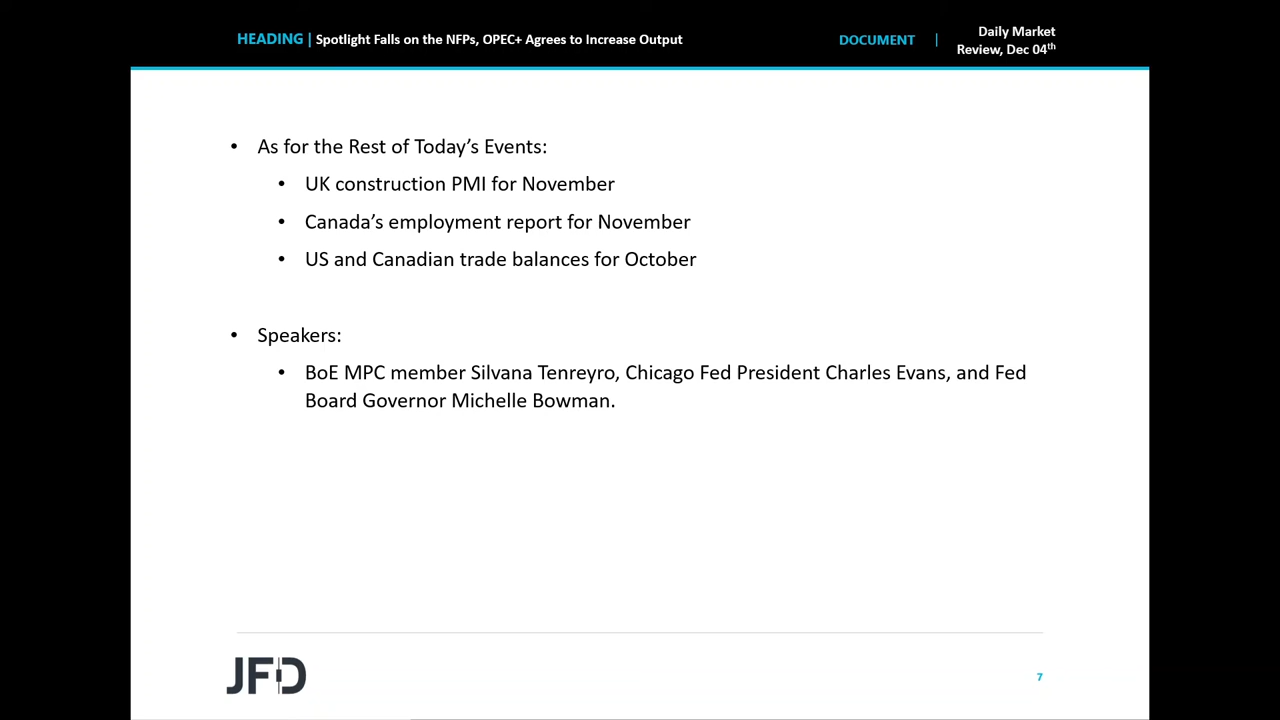 HEADING | Spotlight Falls on the NFPs, OPEC+ Agrees to Increase Output
DOCUMENT |
Daily Market
Review, Dec 04th
• As for the Rest of Today’s Events:
• UK construction PMI for November
• Canada’s employment report for November
• US and Canadian trade balances for October
• Speakers:
• BoE MPC member Silvana Tenreyro, Chicago Fed President Charles Evans, and Fed
Board Governor Michelle Bowman.
JFD
7